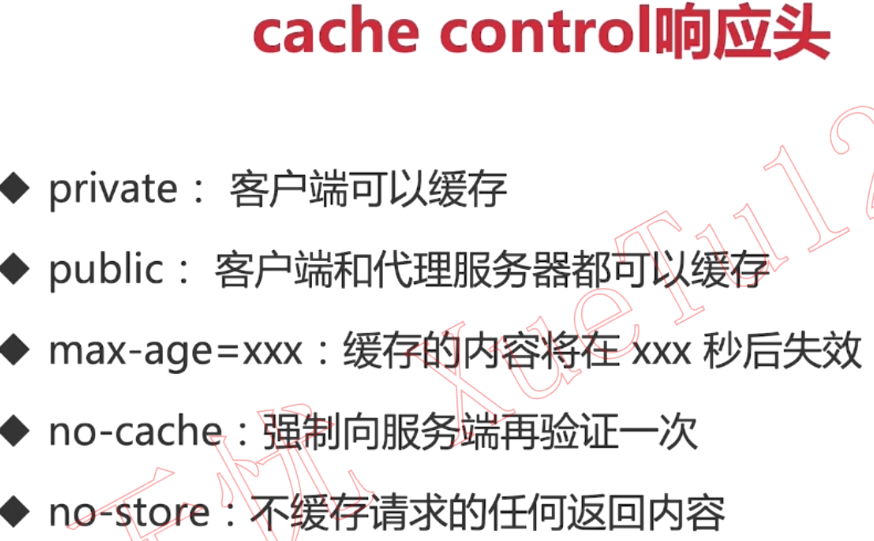 cache control响应头
◆ private： 客户端可以缓存
◆ public： 客户端和代理服务器都可以缓存
◆ max-age=xxx：缓存的内容将在 xxx 秒后失效
◆ no-cache：强制向服务端再验证一次
◆ no-store：不缓存请求的任何返回内容
XueTu12